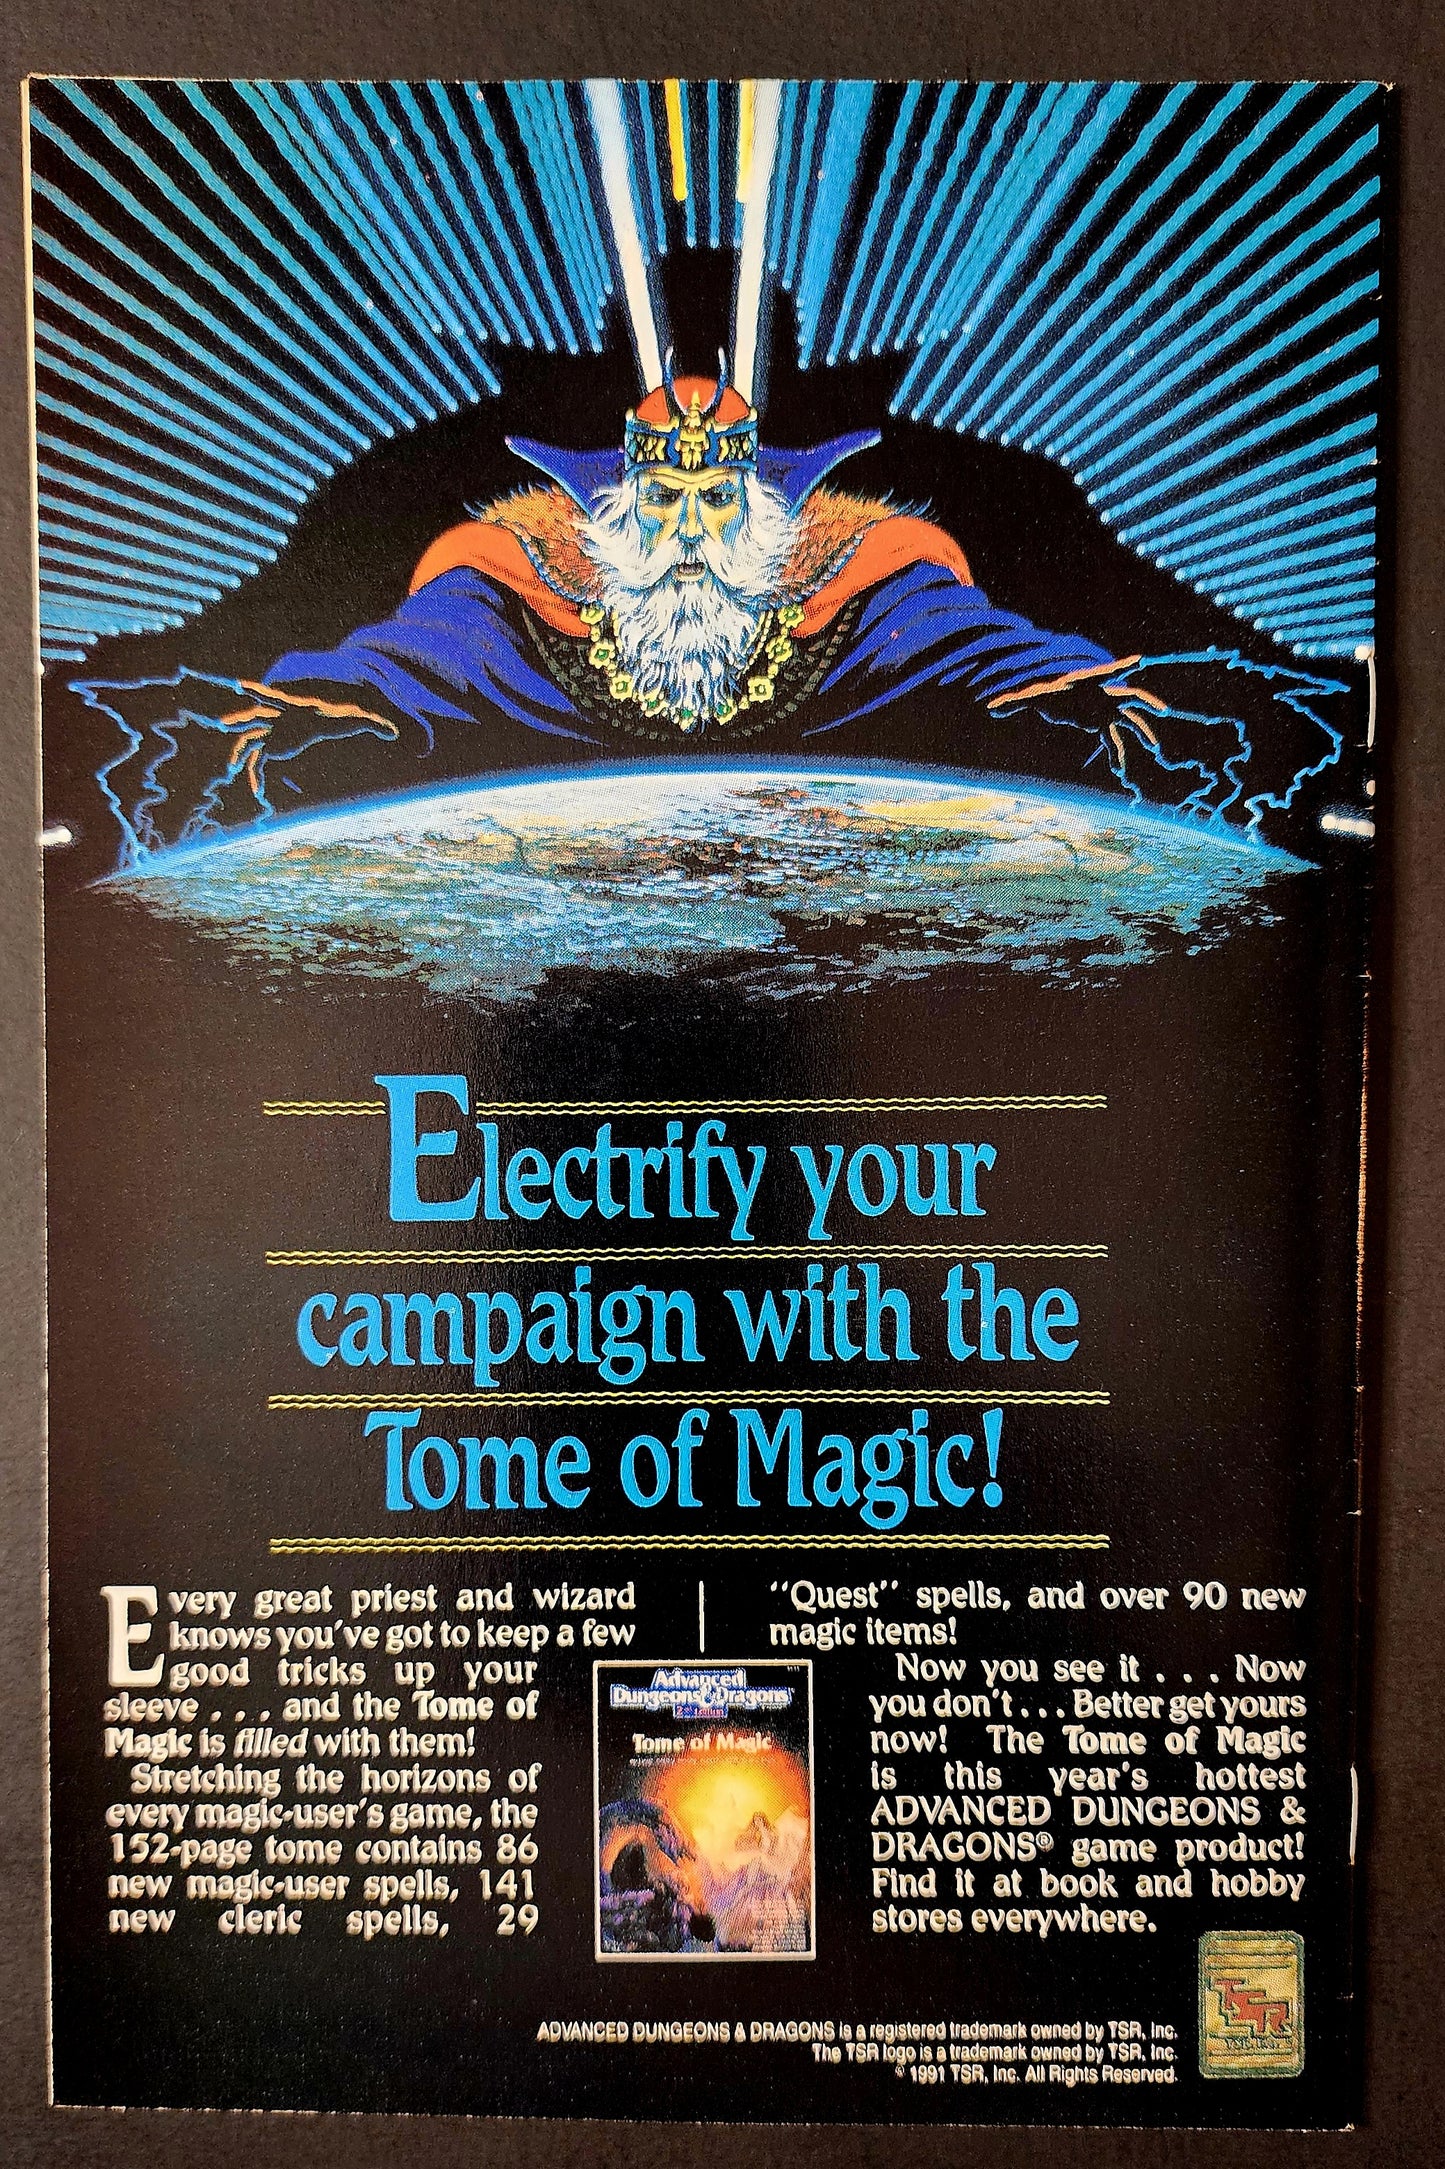 Electrify your
campaign with the
Tome of Magic!
Every great priest and wizard
knows you've got to keep a few
good tricks up your
sleeve . . . and the Tome of
Magic is filled with them!
Stretching the horizons of
every magic-user's game, the
152-page tome contains 86
new magic-user spells, 141
new cleric spells, 29
"Quest" spells, and over 90 new
magic items!
Now you see it . . . Now
you don't . . . Better get yours
now! The Tome of Magic
is this year's hottest
ADVANCED DUNGEONS &
DRAGONS® game product!
Find it at book and hobby
stores everywhere.
Advanced
Dungeons & Dragons
2nd Edition
Tome of Magic
TSR
ADVANCED DUNGEONS & DRAGONS is a registered trademark owned by TSR, Inc.
The TSR logo is a trademark owned by TSR, Inc.
© 1991 TSR, Inc. All Rights Reserved.